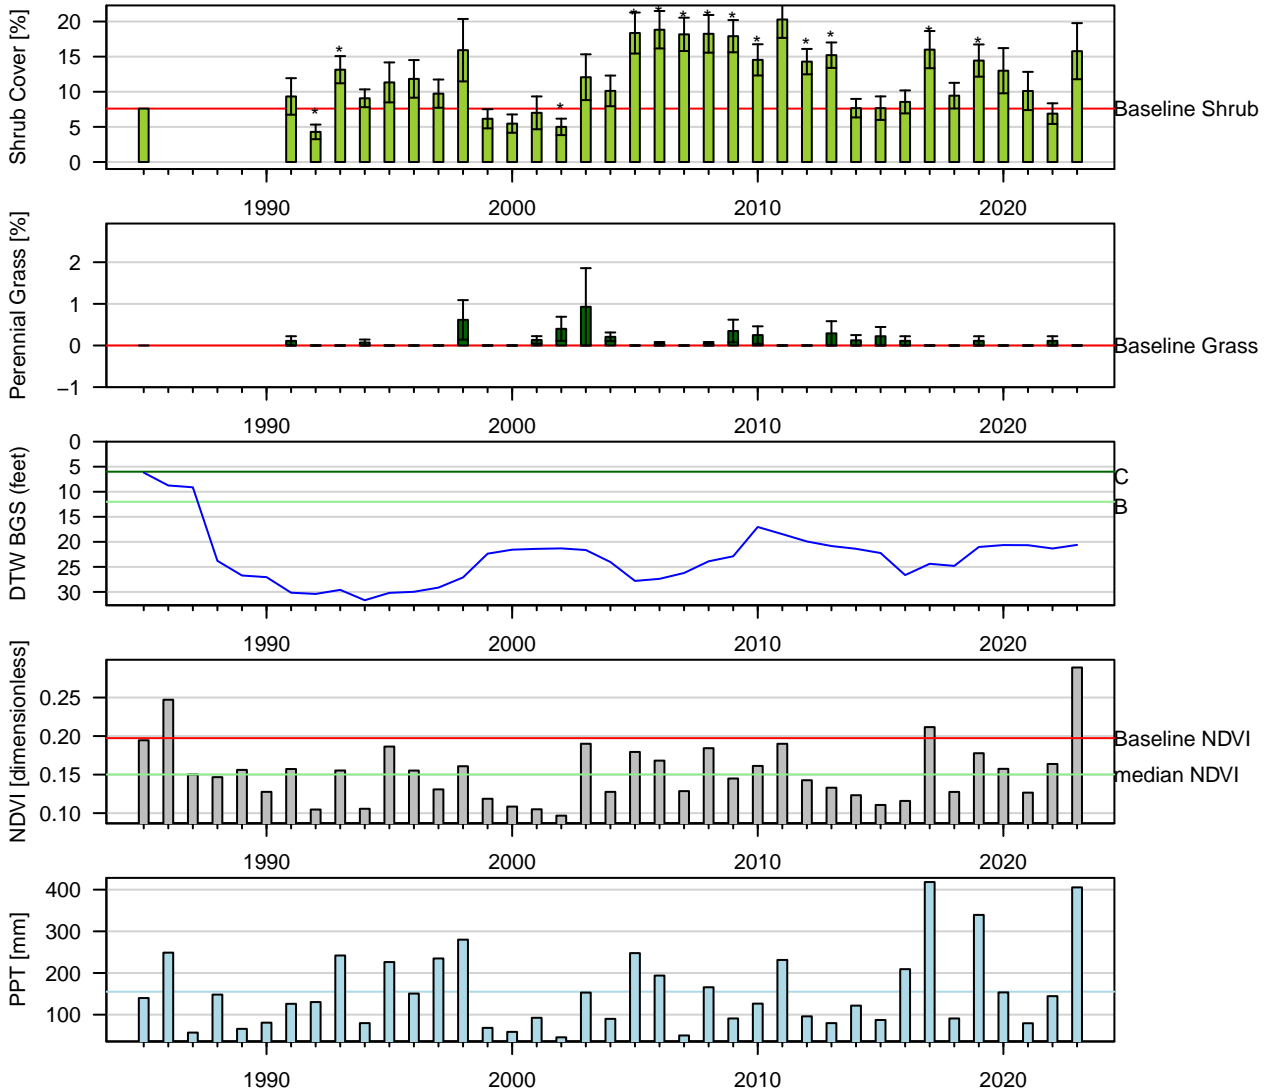 Shrub Cover [%]
20
15
10
5
0
* * * * * * * * * * * * * *
Baseline Shrub
1990 2000 2010 2020
Perennial Grass [%]
2
1
0
−1
Baseline Grass
1990 2000 2010 2020
DTW BGS (feet)
0
5
10
15
20
25
30
C
B
1990 2000 2010 2020
NDVI [dimensionless]
0.25
0.20
0.15
0.10
Baseline NDVI
median NDVI
1990 2000 2010 2020
PPT [mm]
400
300
200
100
1990 2000 2010 2020